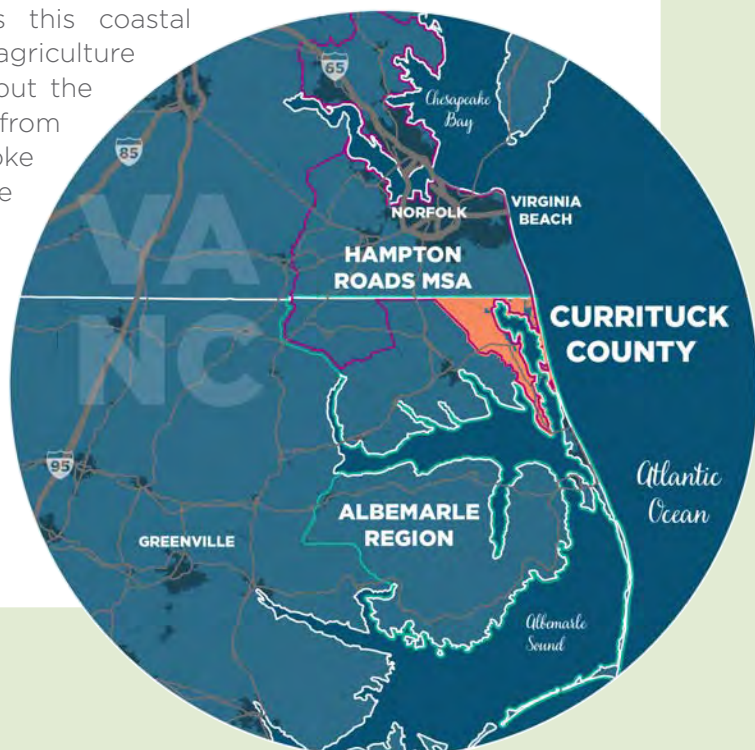 s this coastal
agriculture
out the
from
oke
e
65
Chesapeake
Bay
85
VA
NORFOLK
VIRGINIA
BEACH
HAMPTON
ROADS MSA
CURRITUCK
COUNTY
NC
95
Atlantic
Ocean
ALBEMARLE
REGION
GREENVILLE
Albemarle
Sound